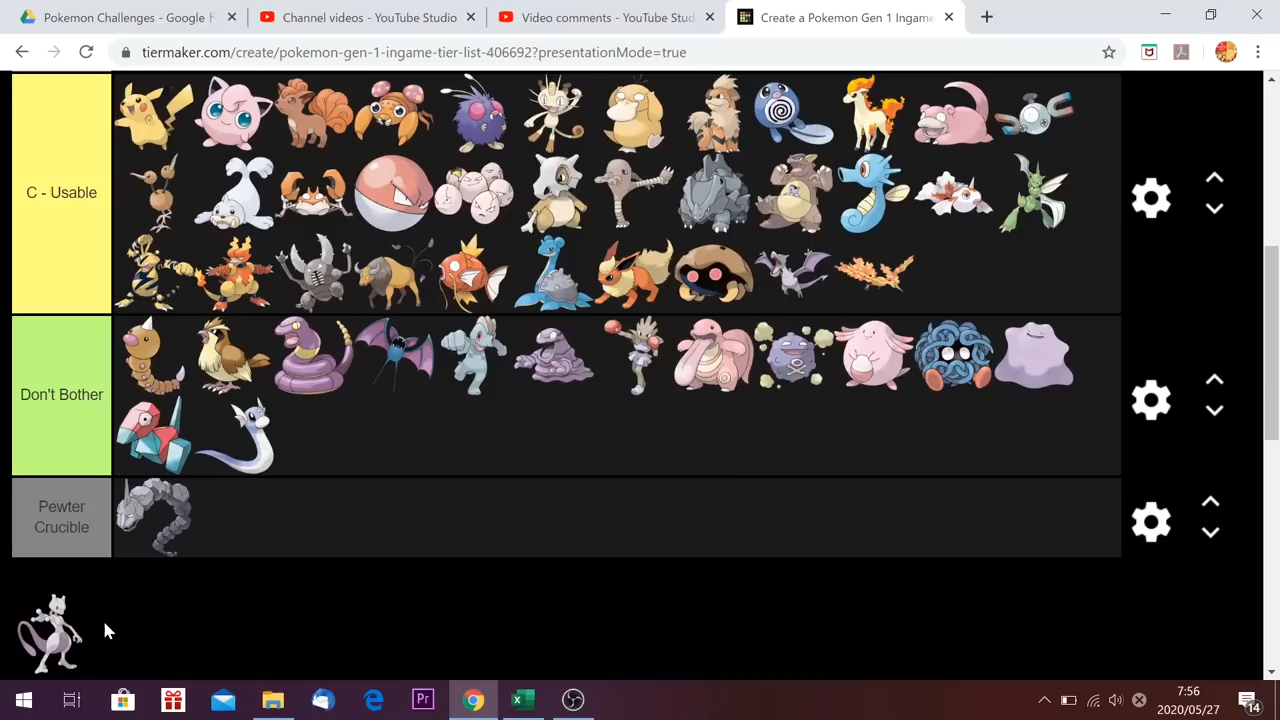 Pokemon Challenges - Google
Channel videos - YouTube Studio
Video comments - YouTube Stud
Create a Pokemon Gen 1 Ingame
tiermaker.com/create/pokemon-gen-1-ingame-tier-list-406692?presentationMode=true
C - Usable
Don't Bother
Pewter
Crucible
Pr
7:56
2020/05/27
14